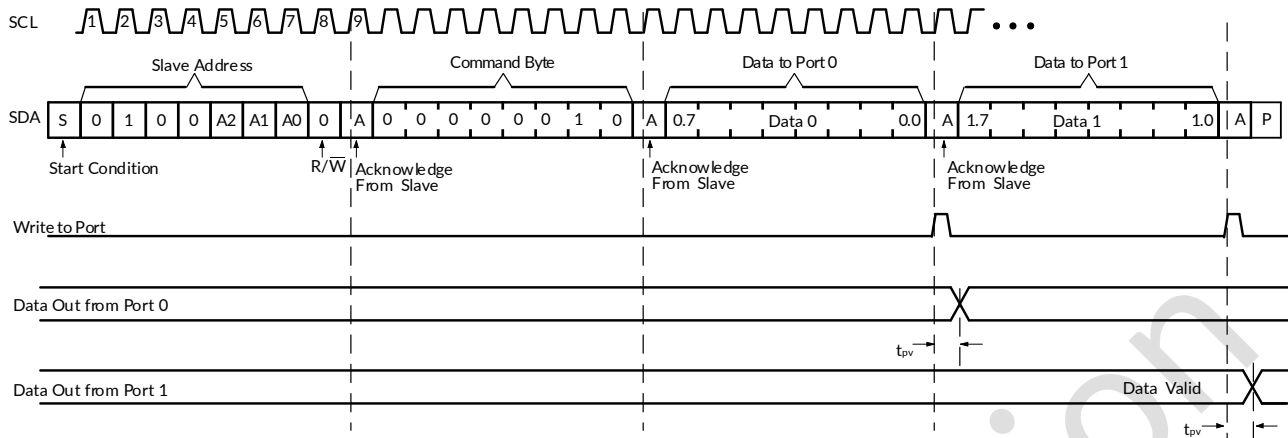 SCL 1 2 3 4 5 6 7 8 9
Slave Address Command Byte Data to Port 0 Data to Port 1
SDA S 0 1 0 0 A2 A1 A0 0 A 0 0 0 0 0 0 1 0 A 0.7 Data 0 0.0 A 1.7 Data 1 1.0 A P
Start Condition R/W̅ Acknowledge From Slave Acknowledge From Slave Acknowledge From Slave
Write to Port
Data Out from Port 0
tpv
Data Out from Port 1 Data Valid
tpv